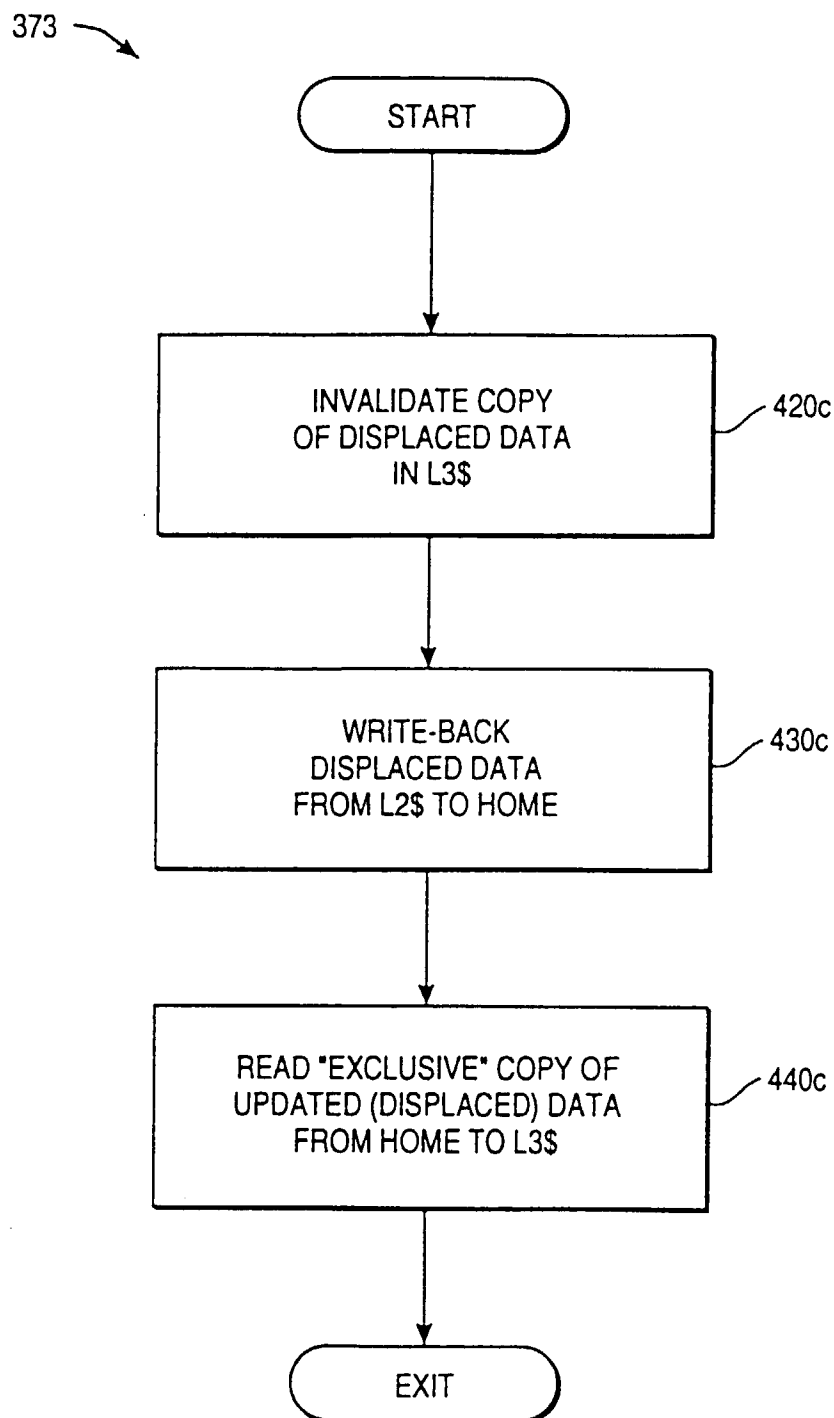 373
START
INVALIDATE COPY
OF DISPLACED DATA
IN L3$
420c
WRITE-BACK
DISPLACED DATA
FROM L2$ TO HOME
430c
READ "EXCLUSIVE" COPY OF
UPDATED (DISPLACED) DATA
FROM HOME TO L3$
440c
EXIT